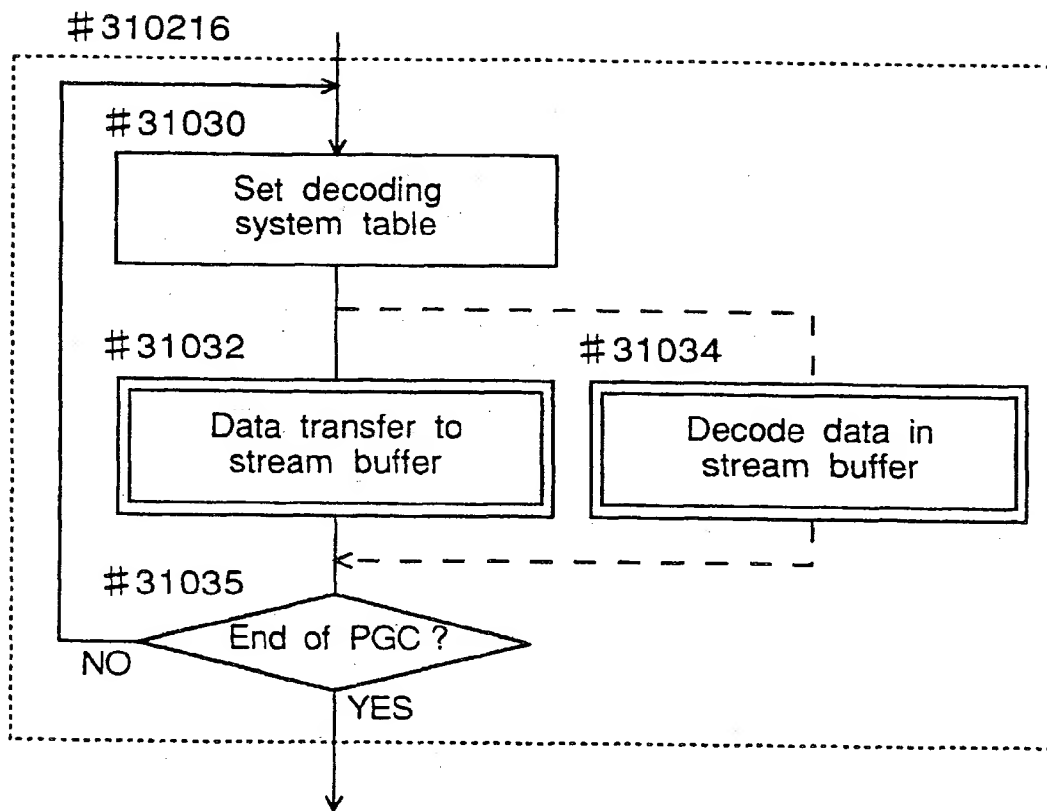 #310216
#31030
Set decoding
system table
#31032
#31034
Data transfer to
stream buffer
Decode data in
stream buffer
#31035
End of PGC?
NO
YES